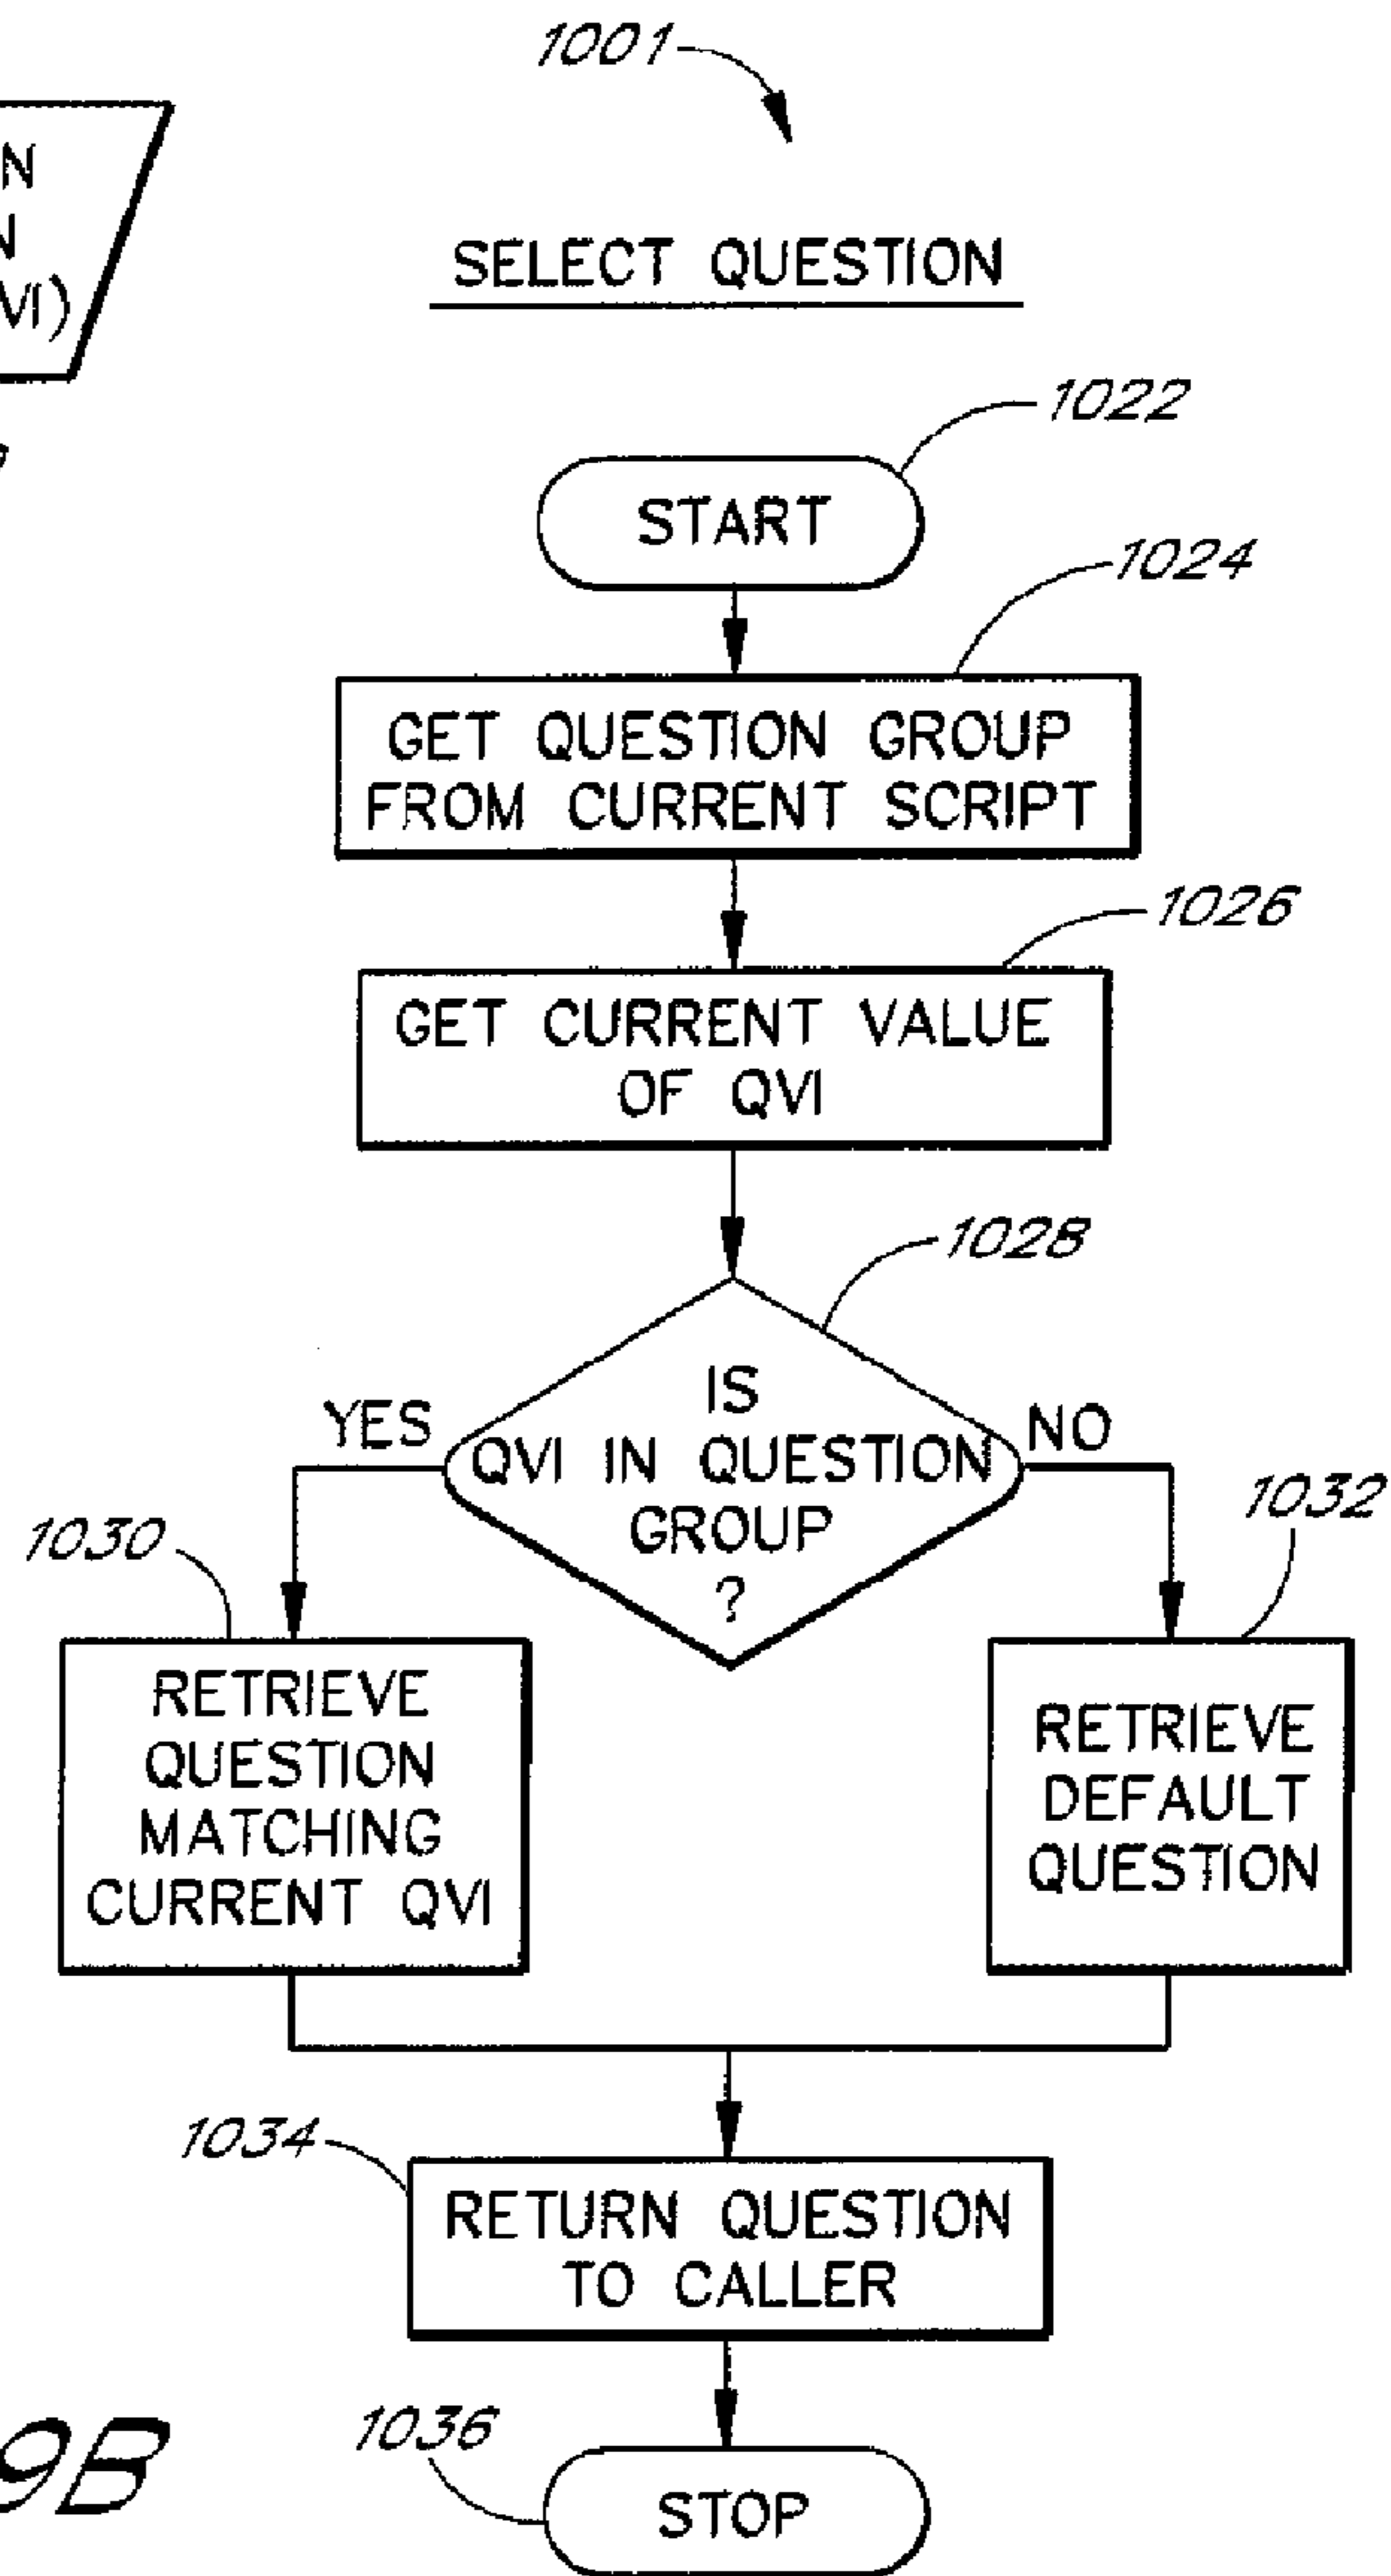 1001
N
N
VI)
SELECT QUESTION
1022
START
1024
GET QUESTION GROUP
FROM CURRENT SCRIPT
1026
GET CURRENT VALUE
OF QVI
1028
IS
QVI IN QUESTION
GROUP
?
YES
NO
1030
1032
RETRIEVE
QUESTION
MATCHING
CURRENT QVI
RETRIEVE
DEFAULT
QUESTION
1034
RETURN QUESTION
TO CALLER
1036
STOP
9B